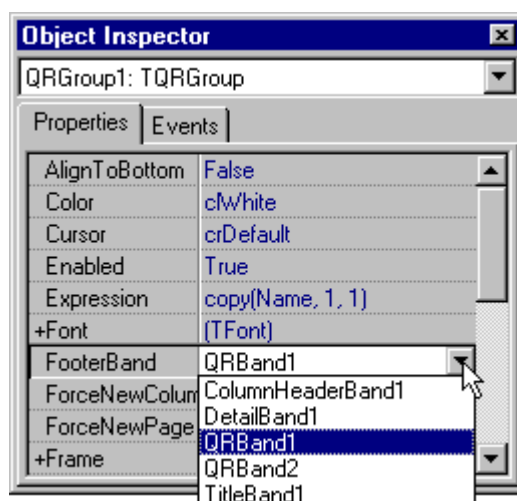 Object Inspector
QRGroup1: TQRGroup
Properties Events
AlignToBottom False
Color clWhite
Cursor crDefault
Enabled True
Expression copy(Name, 1, 1)
+Font (TFont)
FooterBand QRBand1
ForceNewColum ColumnHeaderBand1
DetailBand1
ForceNewPage QRBand1
+Frame QRBand2
TitleBand1